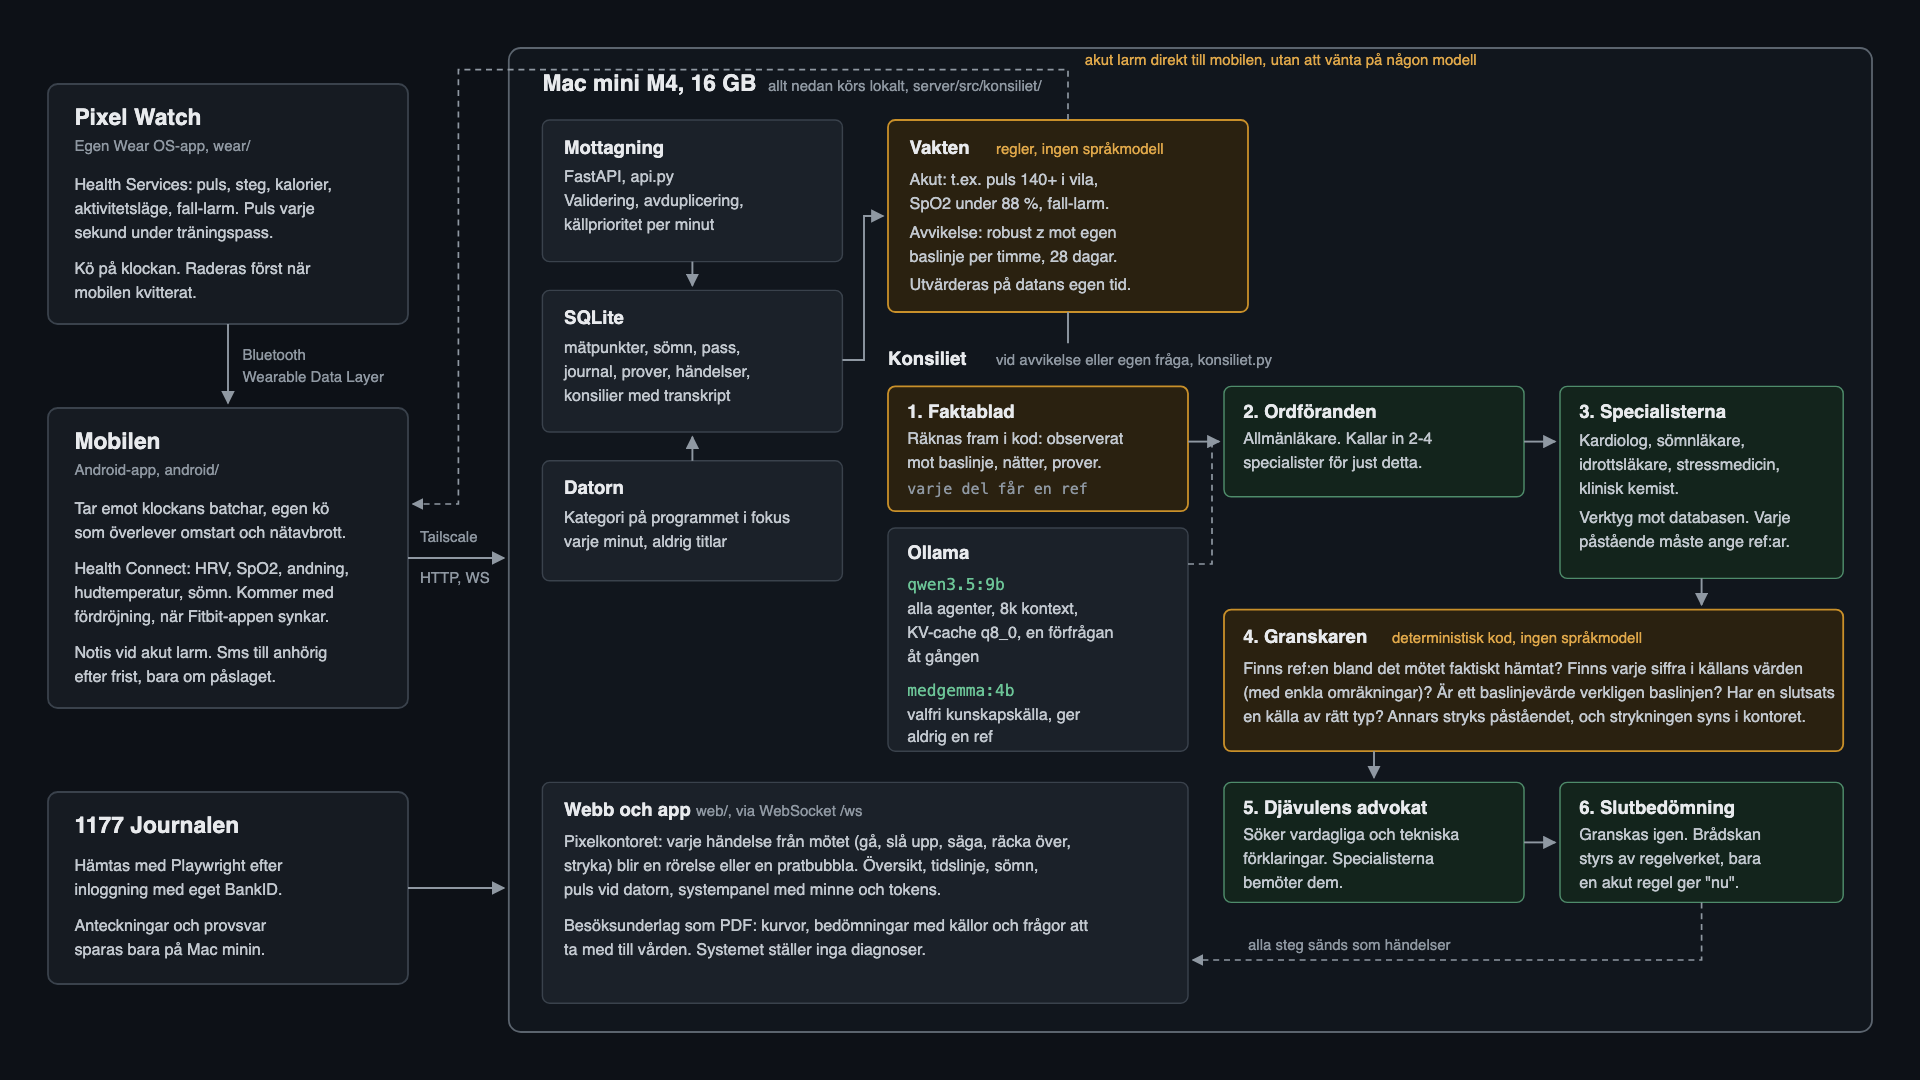 akut larm direkt till mobilen, utan att vänta på någon modell
Mac mini M4, 16 GB allt nedan körs lokalt, server/src/konsiliet/
Pixel Watch
Egen Wear OS-app, wear/
Health Services: puls, steg, kalorier,
aktivitetsläge, fall-larm. Puls varje
sekund under träningspass.
Kö på klockan. Raderas först när
mobilen kvitterat.
Bluetooth
Wearable Data Layer
Mobilen
Android-app, android/
Tar emot klockans batchar, egen kö
som överlever omstart och nätavbrott.
Health Connect: HRV, SpO2, andning,
hudtemperatur, sömn. Kommer med
fördröjning, när Fitbit-appen synkar.
Notis vid akut larm. Sms till anhörig
efter frist, bara om påslaget.
Tailscale
HTTP, WS
1177 Journalen
Hämtas med Playwright efter
inloggning med eget BankID.
Anteckningar och provsvar
sparas bara på Mac minin.
Mottagning
FastAPI, api.py
Validering, avduplicering,
källprioritet per minut
SQLite
mätpunkter, sömn, pass,
journal, prover, händelser,
konsilier med transkript
Datorn
Kategori på programmet i fokus
varje minut, aldrig titlar
Vakten regler, ingen språkmodell
Akut: t.ex. puls 140+ i vila,
SpO2 under 88 %, fall-larm.
Avvikelse: robust z mot egen
baslinje per timme, 28 dagar.
Utvärderas på datans egen tid.
Konsiliet vid avvikelse eller egen fråga, konsiliet.py
1. Faktablad
Räknas fram i kod: observerat
mot baslinje, nätter, prover.
varje del får en ref
Ollama
qwen3.5:9b
alla agenter, 8k kontext,
KV-cache q8_0, en förfrågan
åt gången
medgemma:4b
valfri kunskapskälla, ger
aldrig en ref
2. Ordföranden
Allmänläkare. Kallar in 2-4
specialister för just detta.
3. Specialisterna
Kardiolog, sömnläkare,
idrottsläkare, stressmedicin,
klinisk kemist.
Verktyg mot databasen. Varje
påstående måste ange ref:ar.
4. Granskaren deterministisk kod, ingen språkmodell
Finns ref:en bland det mötet faktiskt hämtat? Finns varje siffra i källans värden
(med enkla omräkningar)? Är ett baslinjevärde verkligen baslinjen? Har en slutsats
en källa av rätt typ? Annars stryks påståendet, och strykningen syns i kontoret.
5. Djävulens advokat
Söker vardagliga och tekniska
förklaringar. Specialisterna
bemöter dem.
6. Slutbedömning
Granskas igen. Brådskan
styrs av regelverket, bara
en akut regel ger "nu".
alla steg sänds som händelser
Webb och app web/, via WebSocket /ws
Pixelkontoret: varje händelse från mötet (gå, slå upp, säga, räcka över,
stryka) blir en rörelse eller en pratbubbla. Översikt, tidslinje, sömn,
puls vid datorn, systempanel med minne och tokens.
Besöksunderlag som PDF: kurvor, bedömningar med källor och frågor att
ta med till vården. Systemet ställer inga diagnoser.